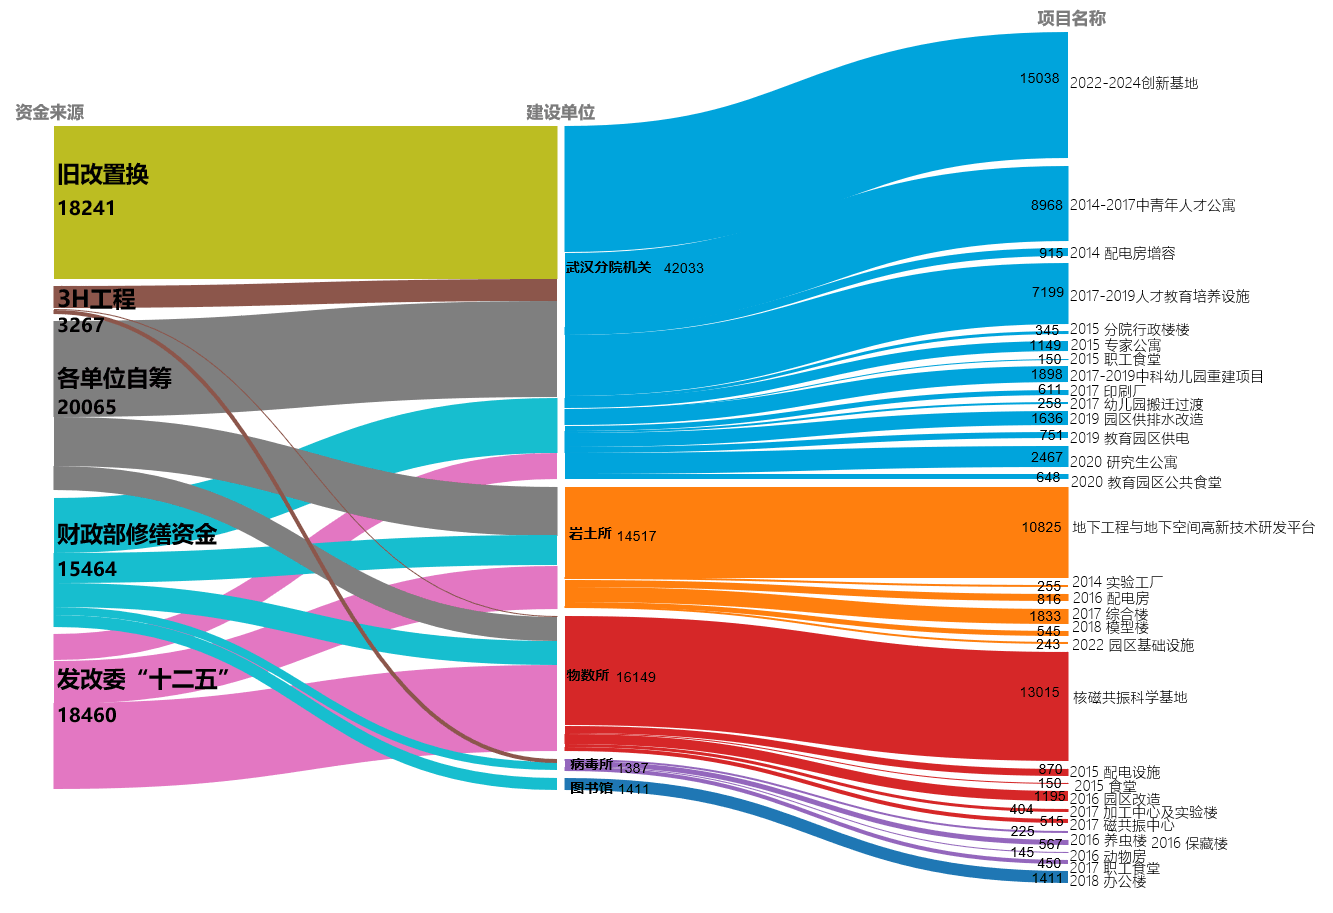 项目名称
资金来源
建设单位
旧改置换
18241
3H工程
3267
各单位自筹
20065
财政部修缮资金
15464
发改委“十二五”
18460
武汉分院机关 42033
岩土所 14517
物数所 16149
病毒所 1387
图书馆 1411
15038 2022-2024创新基地
8968 2014-2017中青年人才公寓
915 2014 配电房增容
7199 2017-2019人才教育培养设施
345 2015 分院行政楼楼
1149 2015 专家公寓
150 2015 职工食堂
1898 2017-2019中科幼儿园重建项目
611 2017 印刷厂
258 2017 幼儿园搬迁过渡
1636 2019 园区供排水改造
751 2019 教育园区供电
2467 2020 研究生公寓
648 2020 教育园区公共食堂
10825 地下工程与地下空间高新技术研发平台
255 2014 实验工厂
816 2016 配电房
1833 2017 综合楼
545 2018 模型楼
243 2022 园区基础设施
13015 核磁共振科学基地
870 2015 配电设施
150 2015 食堂
1195 2016 园区改造
404 2017 加工中心及实验楼
515 2017 磁共振中心
225 2016 养虫楼
567 2016 保藏楼
145 2016 动物房
450 2017 职工食堂
1411 2018 办公楼